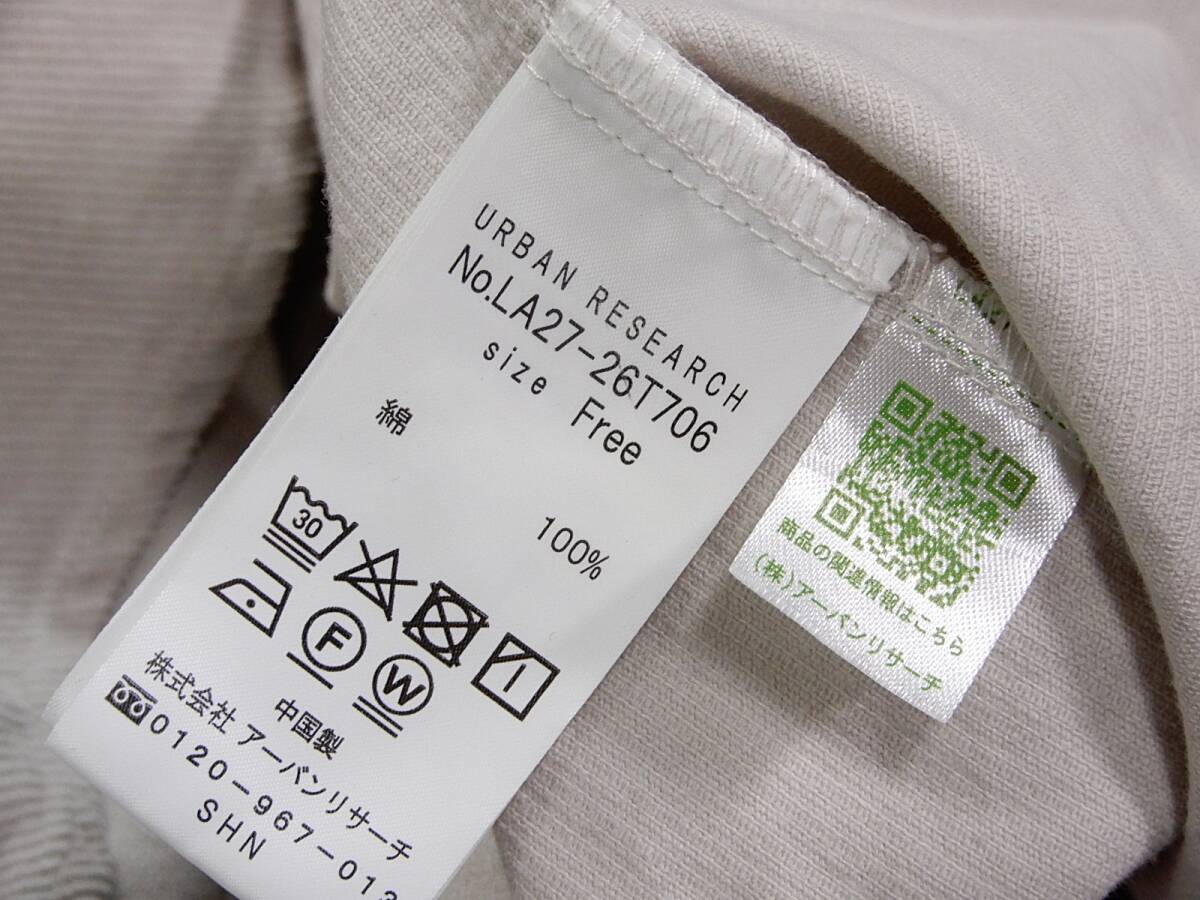 URBAN RESEARCH
No.LA27-26T706
size Free
綿 100%
30
F W
中国製
株式会社 アーバンリサーチ
0120-967-012
SHN
商品の関連情報はこちら
(株)アーバンリサーチ